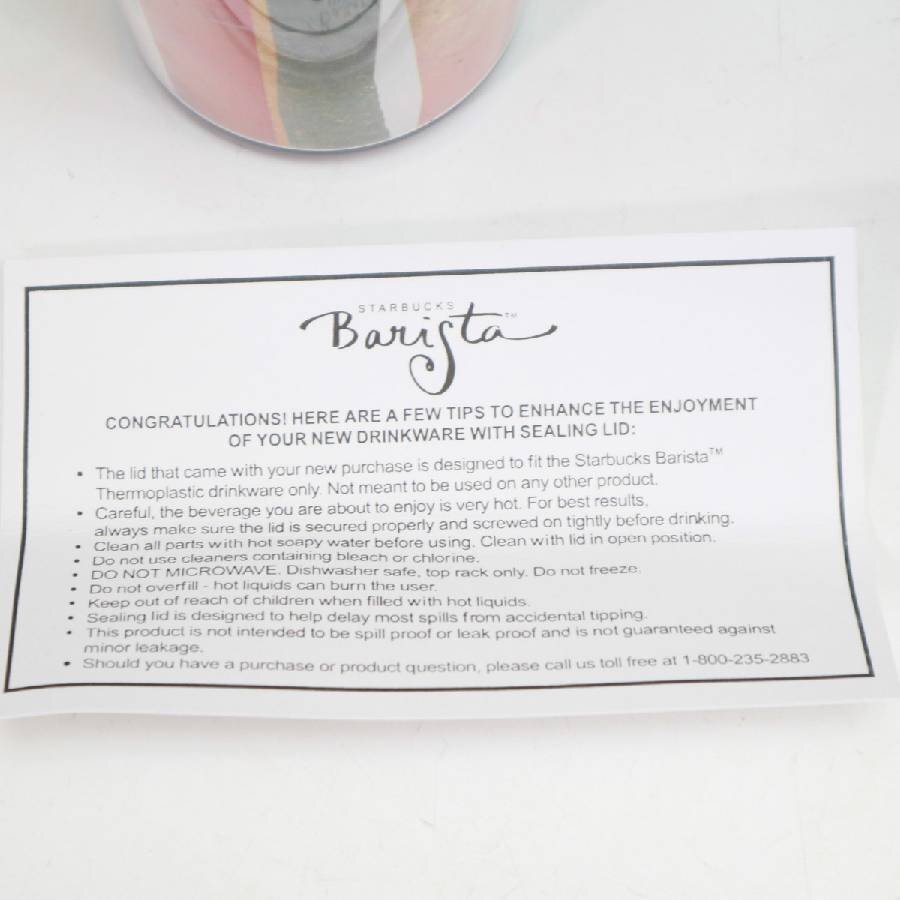 STARBUCKS
Barista™
CONGRATULATIONS! HERE ARE A FEW TIPS TO ENHANCE THE ENJOYMENT
OF YOUR NEW DRINKWARE WITH SEALING LID:
• The lid that came with your new purchase is designed to fit the Starbucks Barista™
Thermoplastic drinkware only. Not meant to be used on any other product.
• Careful, the beverage you are about to enjoy is very hot. For best results,
always make sure the lid is secured properly and screwed on tightly before drinking.
• Clean all parts with hot soapy water before using. Clean with lid in open position.
• Do not use cleaners containing bleach or chlorine.
• DO NOT MICROWAVE. Dishwasher safe, top rack only. Do not freeze.
• Do not overfill - hot liquids can burn the user.
• Keep out of reach of children when filled with hot liquids.
• Sealing lid is designed to help delay most spills from accidental tipping.
• This product is not intended to be spill proof or leak proof and is not guaranteed against
minor leakage.
• Should you have a purchase or product question, please call us toll free at 1-800-235-2883